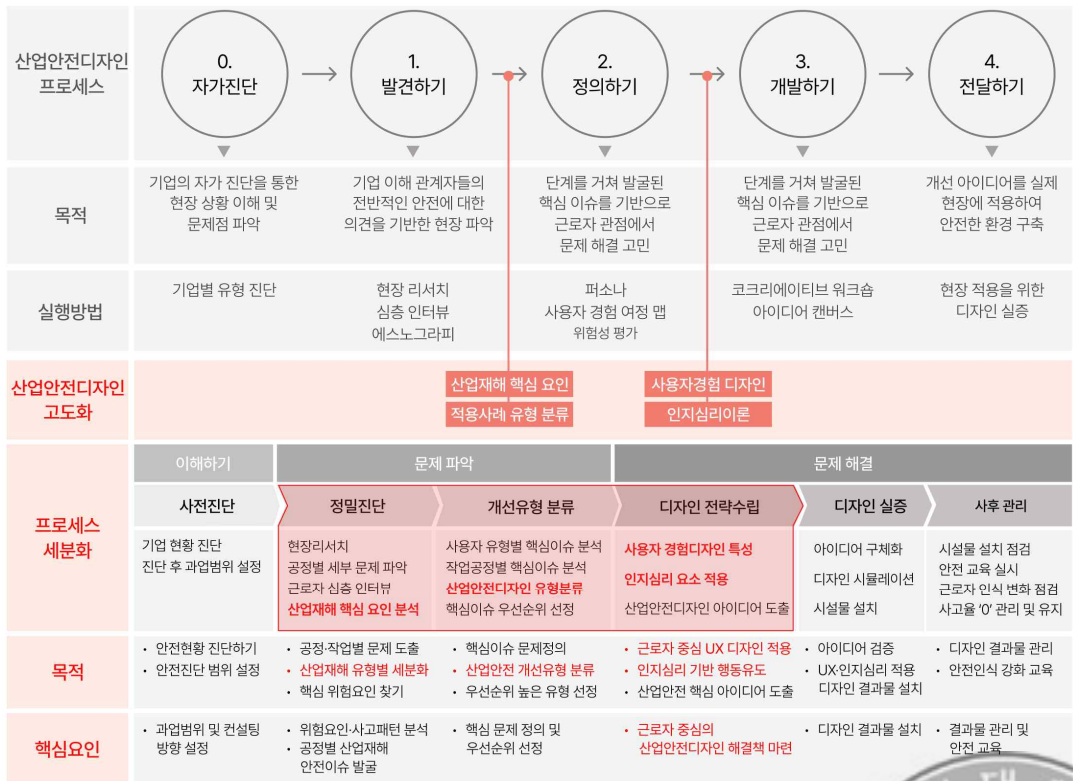 산업안전디자인
프로세스
0.
자가진단
1.
발견하기
2.
정의하기
3.
개발하기
4.
전달하기
목적
기업의 자가 진단을 통한
현장 상황 이해 및
문제점 파악
기업 이해 관계자들의
전반적인 안전에 대한
의견을 기반한 현장 파악
단계를 거쳐 발굴된
핵심 이슈를 기반으로
근로자 관점에서
문제 해결 고민
단계를 거쳐 발굴된
핵심 이슈를 기반으로
근로자 관점에서
문제 해결 고민
개선 아이디어를 실제
현장에 적용하여
안전한 환경 구축
실행방법
기업별 유형 진단
현장 리서치
심층 인터뷰
에스노그라피
퍼소나
사용자 경험 여정 맵
위험성 평가
코크리에이티브 워크숍
아이디어 캔버스
현장 적용을 위한
디자인 실증
산업안전디자인
고도화
산업재해 핵심 요인
적용사례 유형 분류
사용자경험 디자인
인지심리이론
프로세스
세분화
이해하기
문제 파악
문제 해결
사전진단
정밀진단
개선유형 분류
디자인 전략수립
디자인 실증
사후 관리
기업 현황 진단
진단 후 과업범위 설정
현장리서치
공정별 세부 문제 파악
근로자 심층 인터뷰
산업재해 핵심 요인 분석
사용자 유형별 핵심이슈 분석
작업공정별 핵심이슈 분석
산업안전디자인 유형분류
핵심이슈 우선순위 선정
사용자 경험디자인 특성
인지심리 요소 적용
산업안전디자인 아이디어 도출
아이디어 구체화
디자인 시뮬레이션
시설물 설치
시설물 설치 점검
안전 교육 실시
근로자 인식 변화 점검
사고율 ‘0’ 관리 및 유지
목적
• 안전현황 진단하기
• 안전진단 범위 설정
• 공정·작업별 문제 도출
• 산업재해 유형별 세분화
• 핵심 위험요인 찾기
• 핵심이슈 문제정의
• 산업안전 개선유형 분류
• 우선순위 높은 유형 선정
• 근로자 중심 UX 디자인 적용
• 인지심리 기반 행동유도
• 산업안전 핵심 아이디어 도출
• 아이디어 검증
• UX·인지심리 적용
디자인 결과물 설치
• 디자인 결과물 관리
• 안전인식 강화 교육
핵심요인
• 과업범위 및 컨설팅
방향 설정
• 위험요인·사고패턴 분석
• 공정별 산업재해
안전이슈 발굴
• 핵심 문제 정의 및
우선순위 선정
• 근로자 중심의
산업안전디자인 해결책 마련
• 디자인 결과물 설치
• 결과물 관리 및
안전 교육